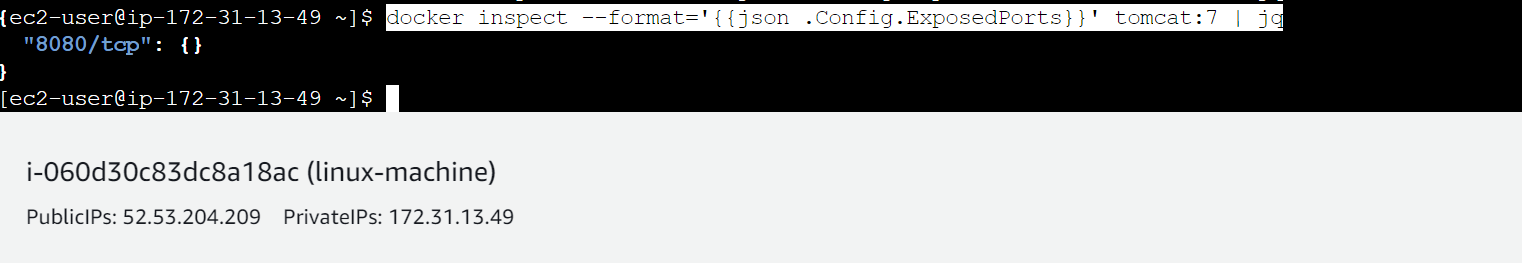 {ec2-user@ip-172-31-13-49 ~]$ docker inspect --format='{{json .Config.ExposedPorts}}' tomcat:7 | jq
"8080/tcp": {}
}
[ec2-user@ip-172-31-13-49 ~]$
i-060d30c83dc8a18ac (linux-machine)
PublicIPs: 52.53.204.209 PrivateIPs: 172.31.13.49